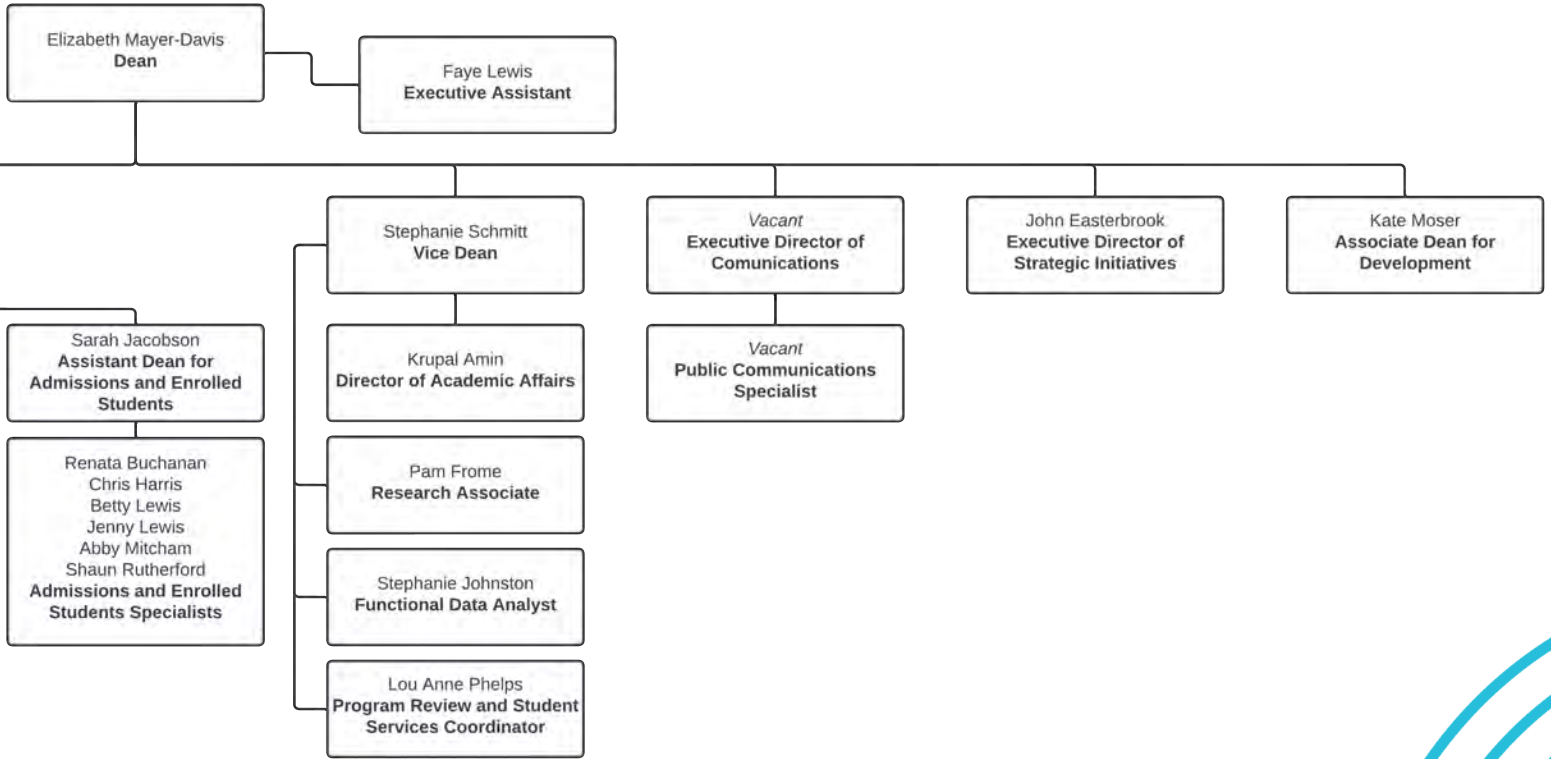 Elizabeth Mayer-Davis
Dean
Faye Lewis
Executive Assistant
Stephanie Schmitt
Vice Dean
Vacant
Executive Director of
Comunications
John Easterbrook
Executive Director of
Strategic Initiatives
Kate Moser
Associate Dean for
Development
Sarah Jacobson
Assistant Dean for
Admissions and Enrolled
Students
Krupal Amin
Director of Academic Affairs
Vacant
Public Communications
Specialist
Renata Buchanan
Chris Harris
Betty Lewis
Jenny Lewis
Abby Mitcham
Shaun Rutherford
Admissions and Enrolled
Students Specialists
Pam Frome
Research Associate
Stephanie Johnston
Functional Data Analyst
Lou Anne Phelps
Program Review and Student
Services Coordinator